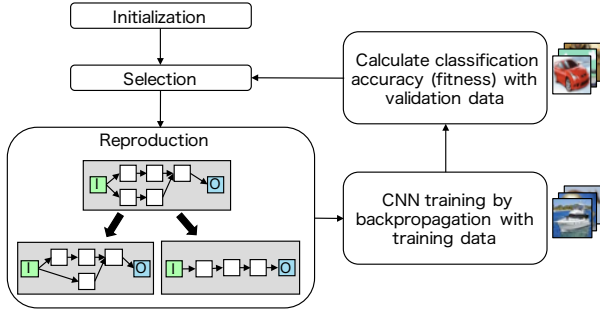 Initialization
Selection
Reproduction
I
O
I
O
I
O
Calculate classification
accuracy (fitness) with
validation data
CNN training by
backpropagation with
training data